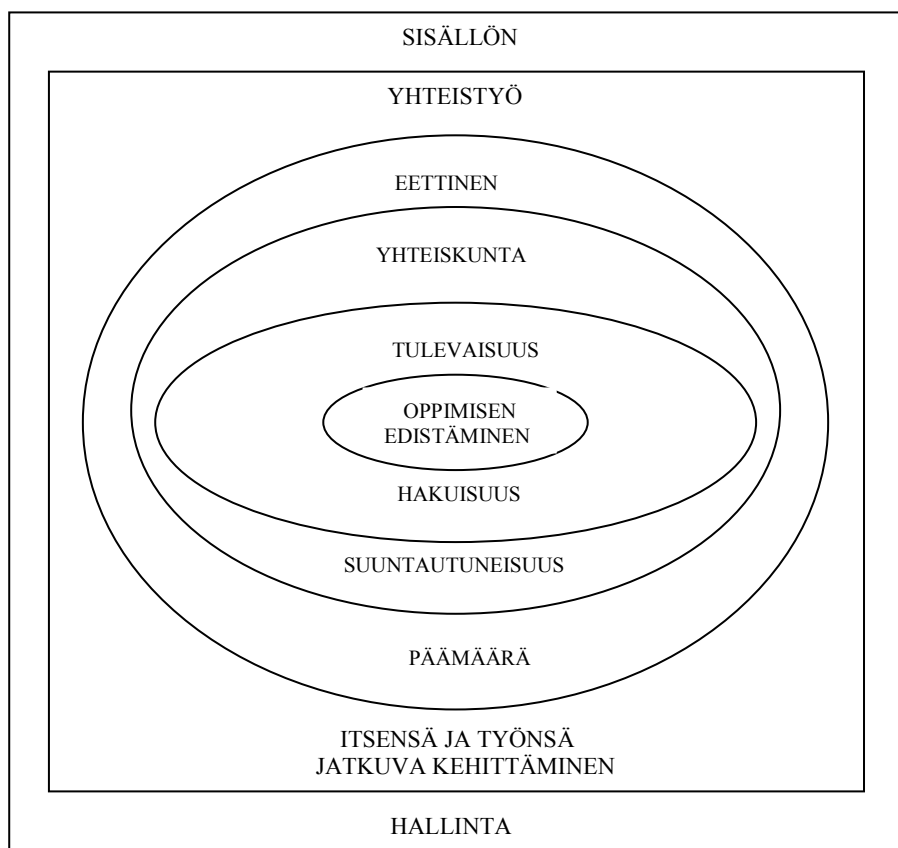 SISÄLLÖN
YHTEISTYÖ
EETTINEN
YHTEISKUNTA
TULEVAISUUS
OPPIMISEN
EDISTÄMINEN
HAKUISUUS
SUUNTAUTUNEISUUS
PÄÄMÄÄRÄ
ITSENSÄ JA TYÖNSÄ
JATKUVA KEHITTÄMINEN
HALLINTA